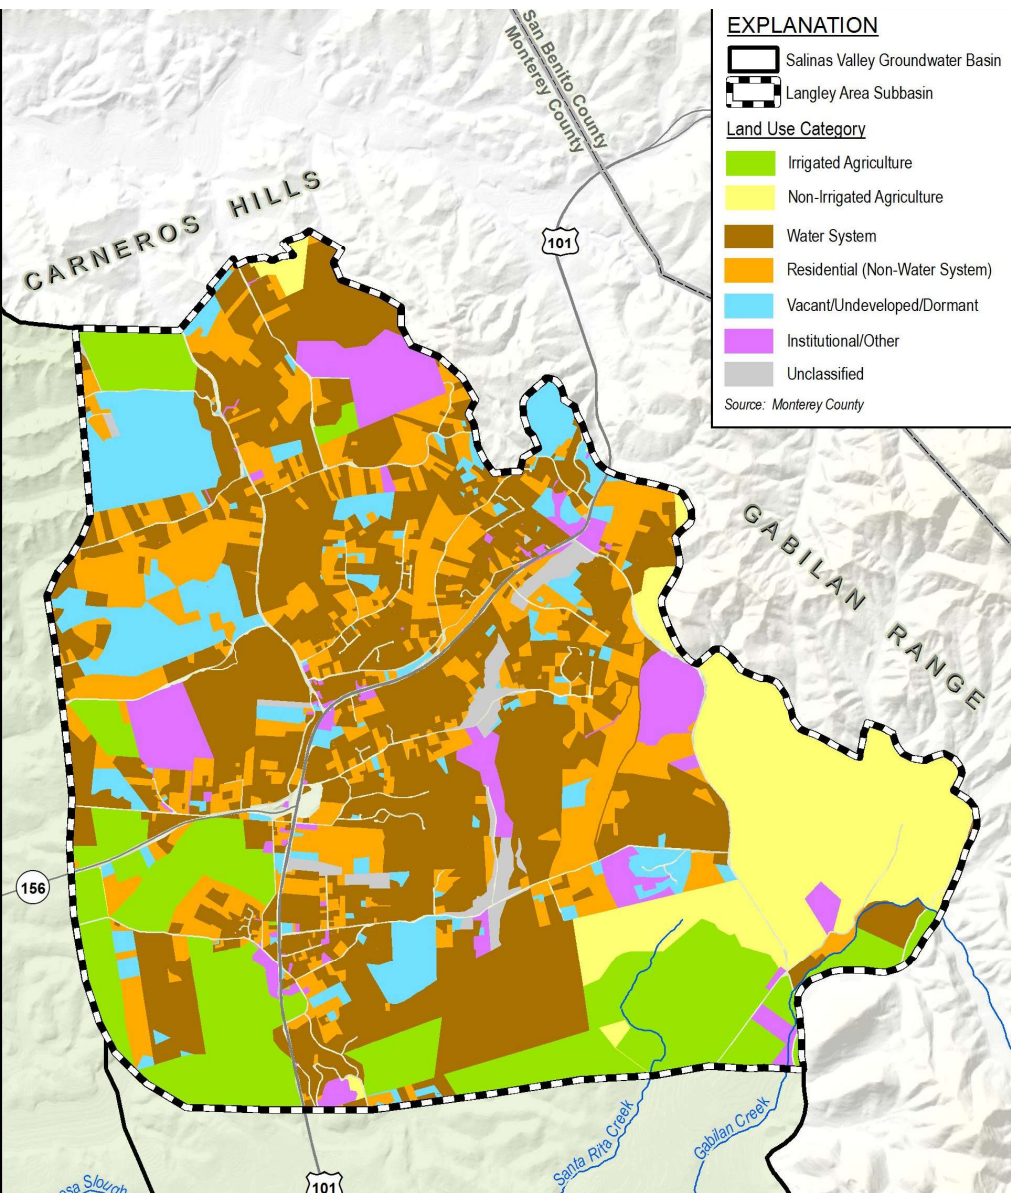 EXPLANATION
Salinas Valley Groundwater Basin
Langley Area Subbasin
Land Use Category
Irrigated Agriculture
Non-Irrigated Agriculture
Water System
Residential (Non-Water System)
Vacant/Undeveloped/Dormant
Institutional/Other
Unclassified
Source: Monterey County
San Benito County
Monterey County
CARNEROS HILLS
101
GABILAN RANGE
156
Santa Rita Creek
Gabilan Creek
Slough
101